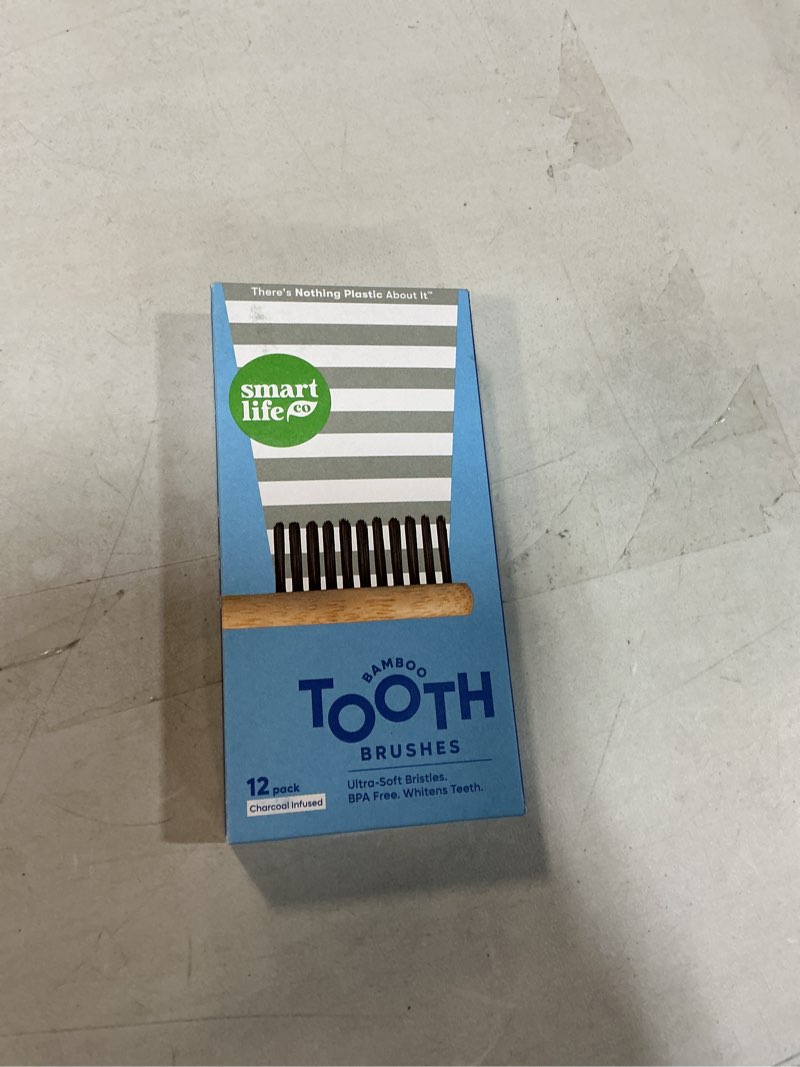 There's Nothing Plastic About It™
smart
life co
BAMBOO
TOOTH
BRUSHES
12 pack
Charcoal Infused
Ultra-Soft Bristles.
BPA Free. Whitens Teeth.